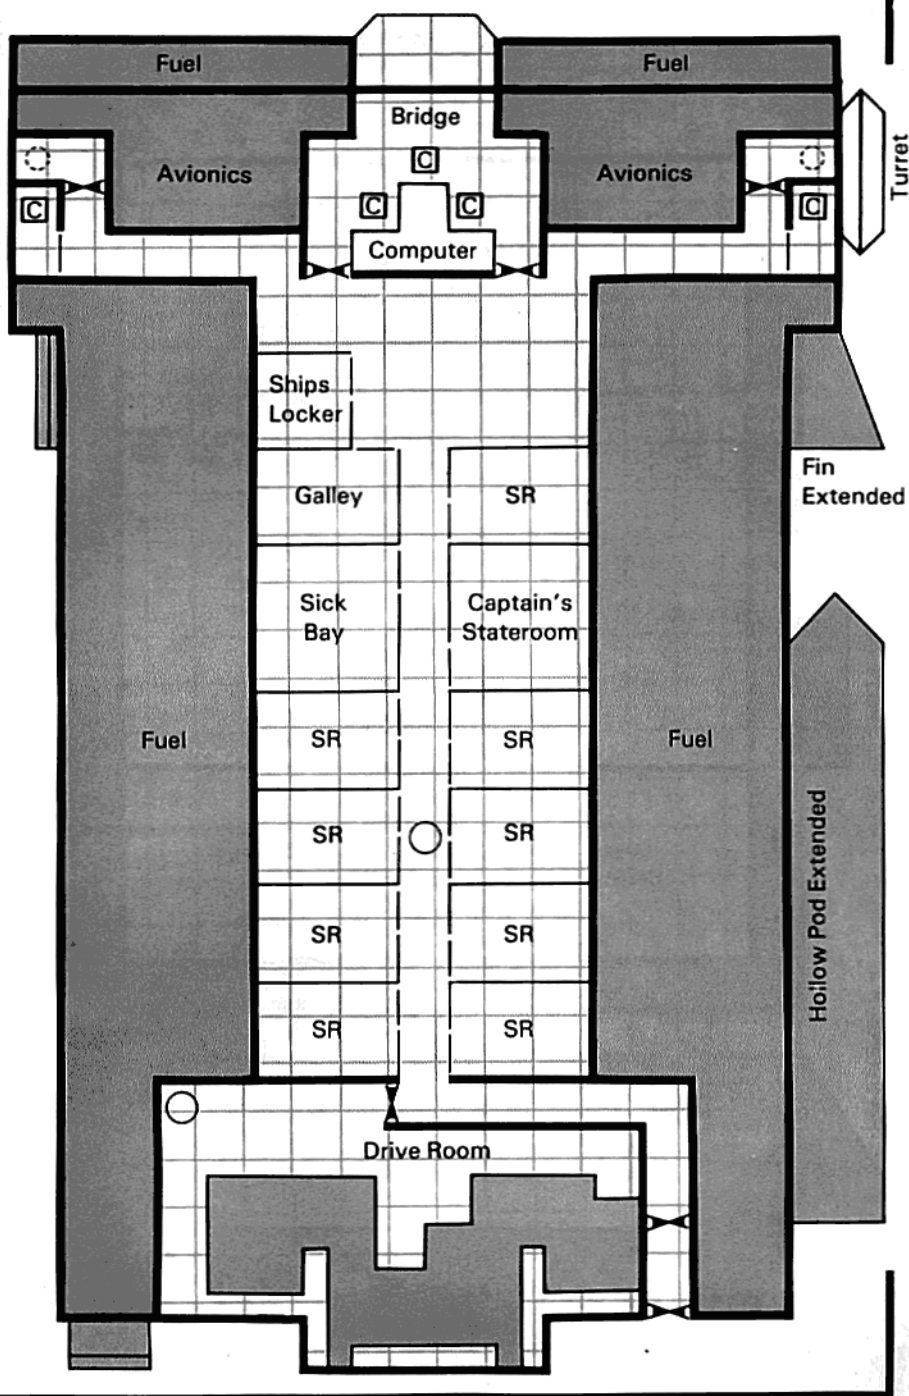 Fuel
Fuel
Bridge
Turret
Avionics
C
Avionics
C
C
C
C
Computer
Ships
Locker
Galley
SR
Fin
Extended
Sick
Bay
Captain's
Stateroom
Fuel
SR
SR
Fuel
SR
SR
Hollow Pod Extended
SR
SR
SR
SR
Drive Room